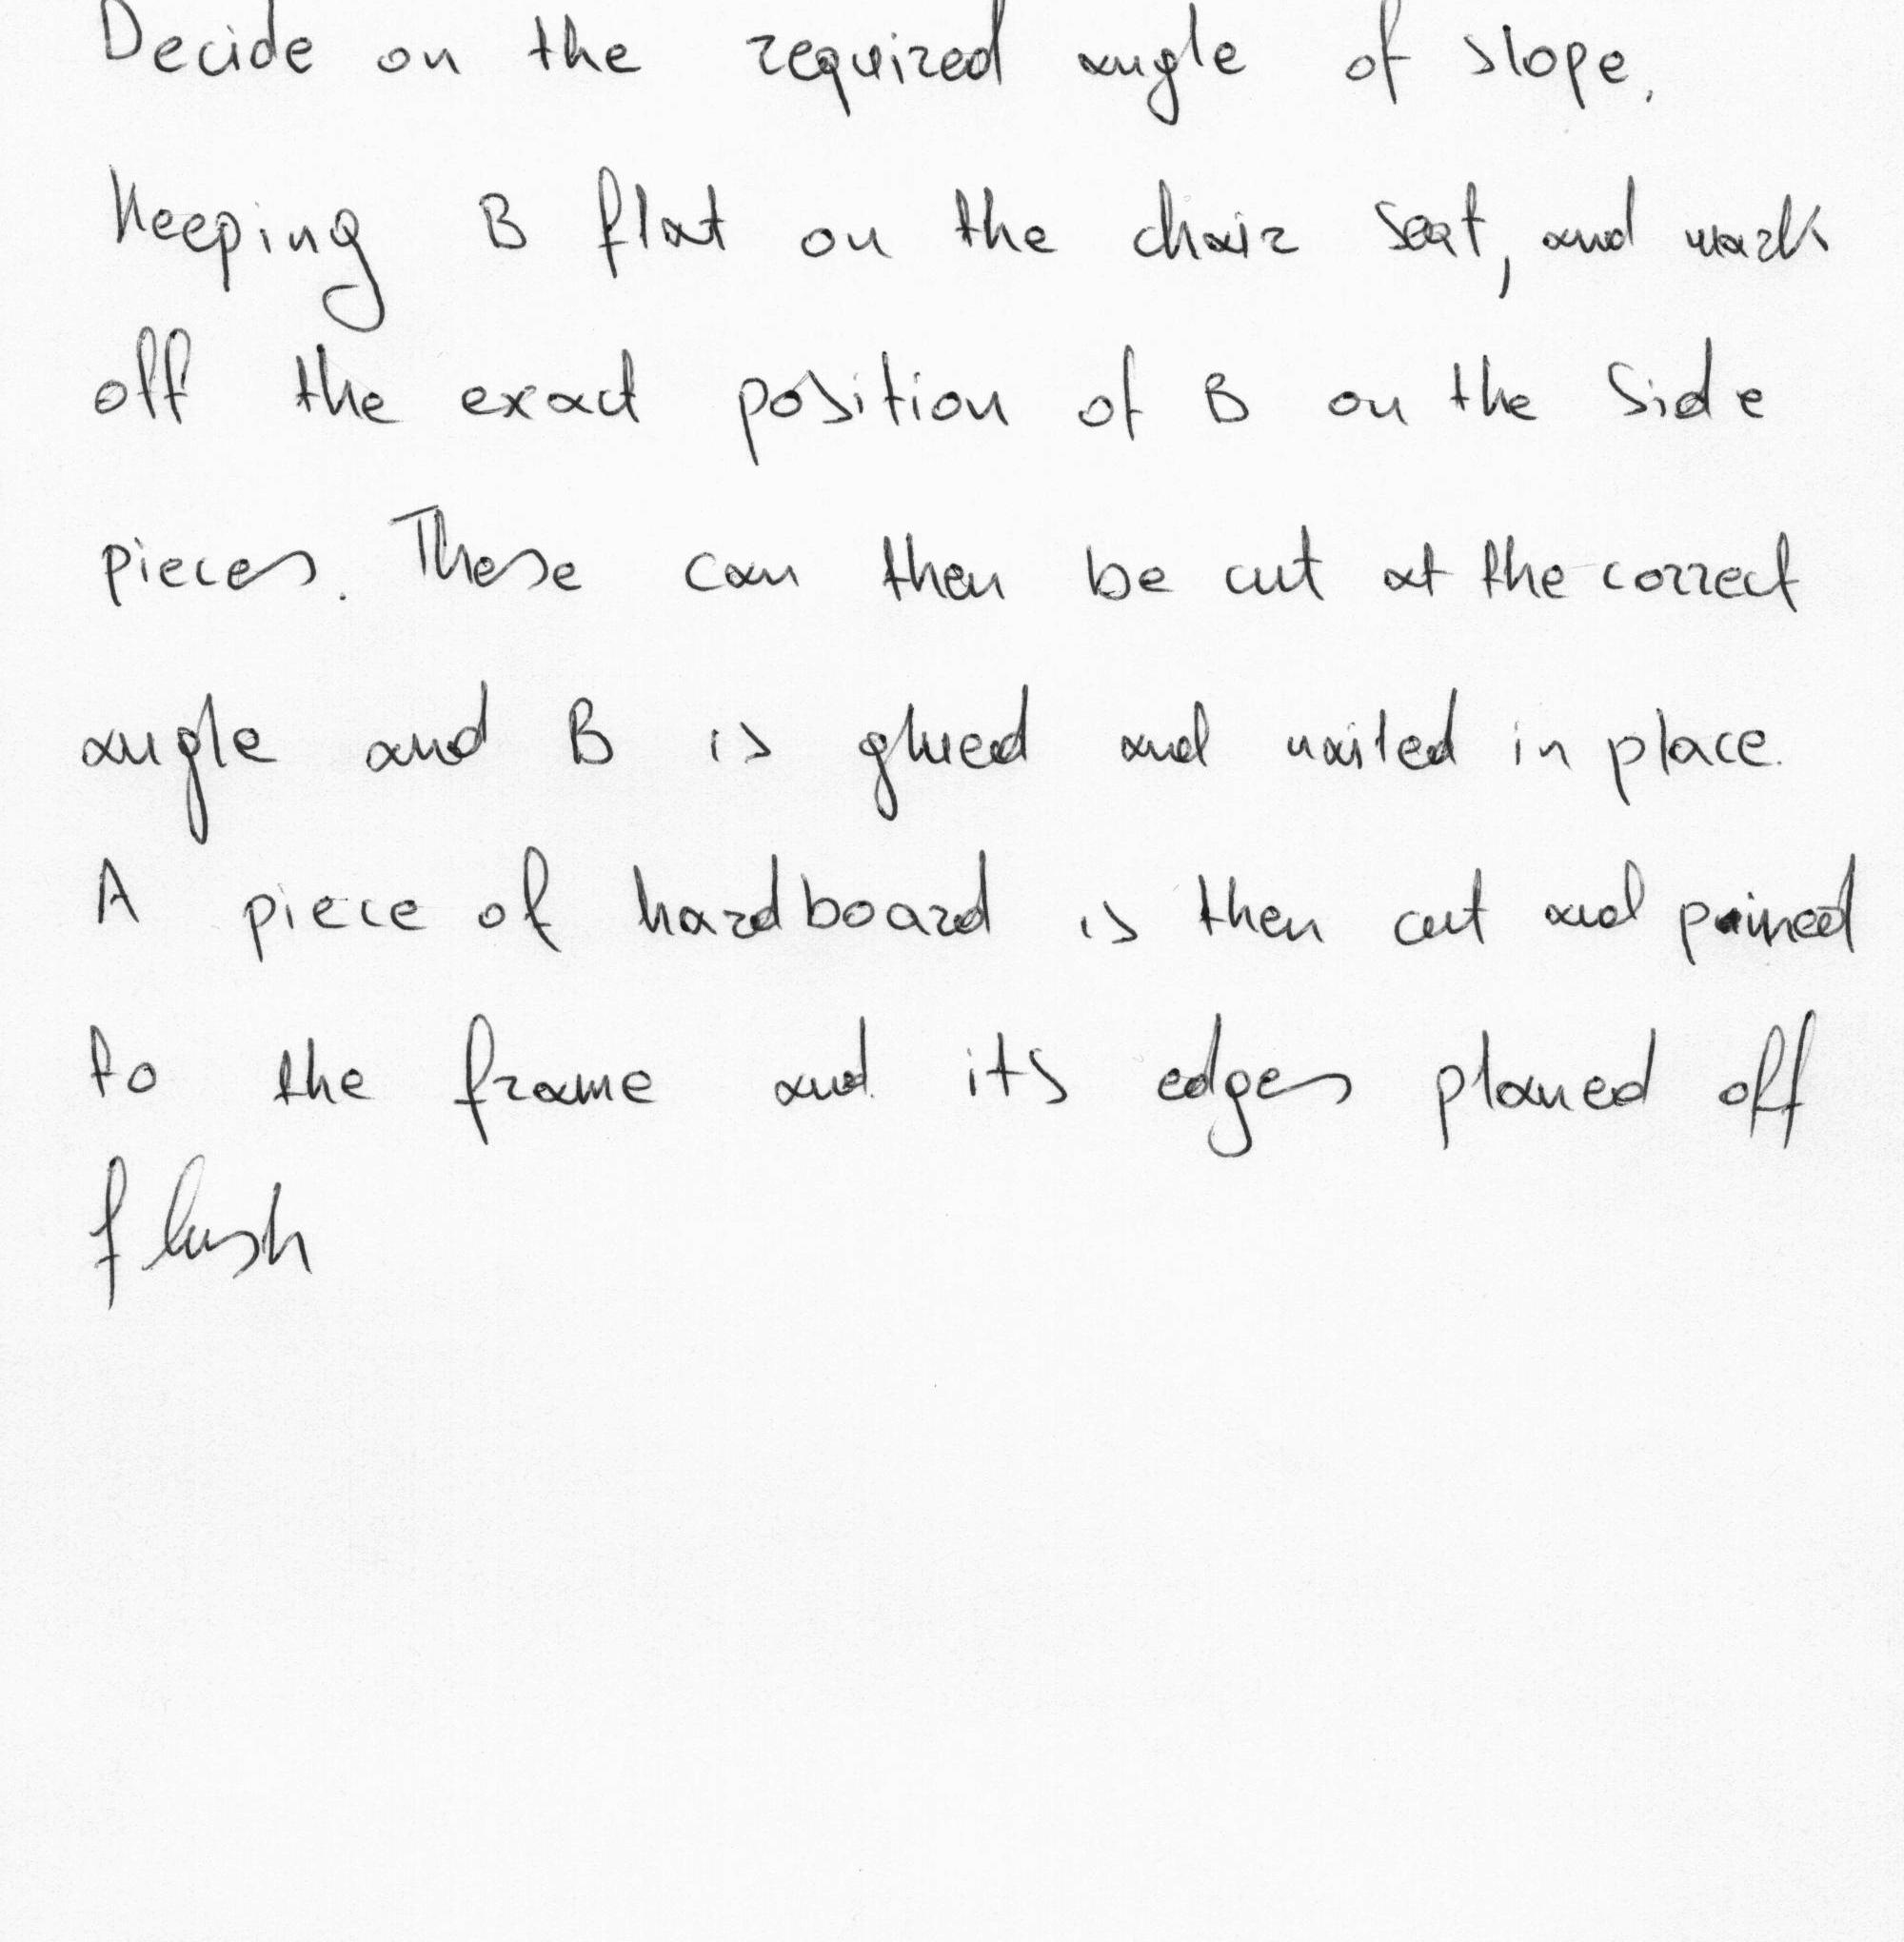 Decide on the required angle of slope,
Keeping B flat on the chair seat, and mark
off the exact position of B on the side
pieces. These can then be cut at the correct
angle and B is glued and nailed in place.
A piece of hardboard is then cut and pinned
to the frame and its edges planed off
flush